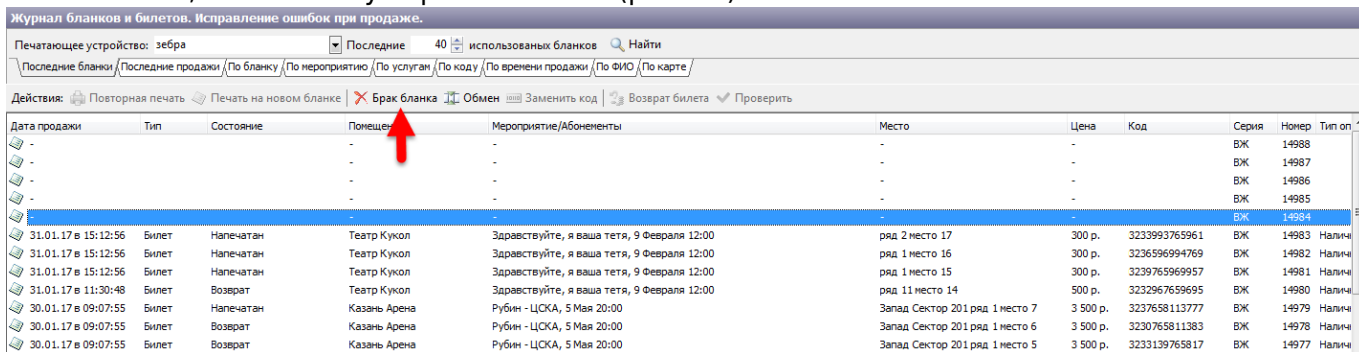 Журнал бланков и билетов. Исправление ошибок при продаже.
Печатающее устройство: зебра Последние 40 использованых бланков Найти
Последние бланки По следние продажи По бланку По мероприятию По услугам По коду По времени продажи По ФИО По карте
Действия: Повторная печать Печать на новом бланке Брак бланка Обмен Заменить код Возврат билета Проверить
Дата продажи Тип Состояние Помещен Мероприятие/Абонементы Место Цена Код Серия Номер Тип оп
- - - - - - ВЖ 14988
- - - - - - ВЖ 14987
- - - - - - ВЖ 14986
- - - - - - ВЖ 14985
- - - - - - ВЖ 14984
31.01.17 в 15:12:56 Билет Напечатан Театр Кукол Здравствуйте, я ваша тетя, 9 Февраля 12:00 ряд 2 место 17 300 р. 3233993765961 ВЖ 14983 Наличн
31.01.17 в 15:12:56 Билет Напечатан Театр Кукол Здравствуйте, я ваша тетя, 9 Февраля 12:00 ряд 1 место 16 300 р. 3236596994769 ВЖ 14982 Наличн
31.01.17 в 15:12:56 Билет Напечатан Театр Кукол Здравствуйте, я ваша тетя, 9 Февраля 12:00 ряд 1 место 15 300 р. 3239765969957 ВЖ 14981 Наличн
31.01.17 в 11:30:48 Билет Возврат Театр Кукол Здравствуйте, я ваша тетя, 9 Февраля 12:00 ряд 11 место 14 500 р. 3232967659695 ВЖ 14980 Наличн
30.01.17 в 09:07:55 Билет Напечатан Казань Арена Рубин - ЦСКА, 5 Мая 20:00 Запад Сектор 201 ряд 1 место 7 3 500 р. 3237658113777 ВЖ 14979 Наличн
30.01.17 в 09:07:55 Билет Возврат Казань Арена Рубин - ЦСКА, 5 Мая 20:00 Запад Сектор 201 ряд 1 место 6 3 500 р. 3230765811383 ВЖ 14978 Наличн
30.01.17 в 09:07:55 Билет Возврат Казань Арена Рубин - ЦСКА, 5 Мая 20:00 Запад Сектор 201 ряд 1 место 5 3 500 р. 3233139765817 ВЖ 14977 Наличн